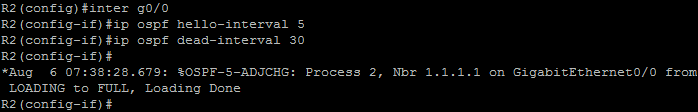 R2(config)#inter g0/0
R2(config-if)#ip ospf hello-interval 5
R2(config-if)#ip ospf dead-interval 30
R2(config-if)#
*Aug  6 07:38:28.679: %OSPF-5-ADJCHG: Process 2, Nbr 1.1.1.1 on GigabitEthernet0/0 from
 LOADING to FULL, Loading Done
R2(config-if)#